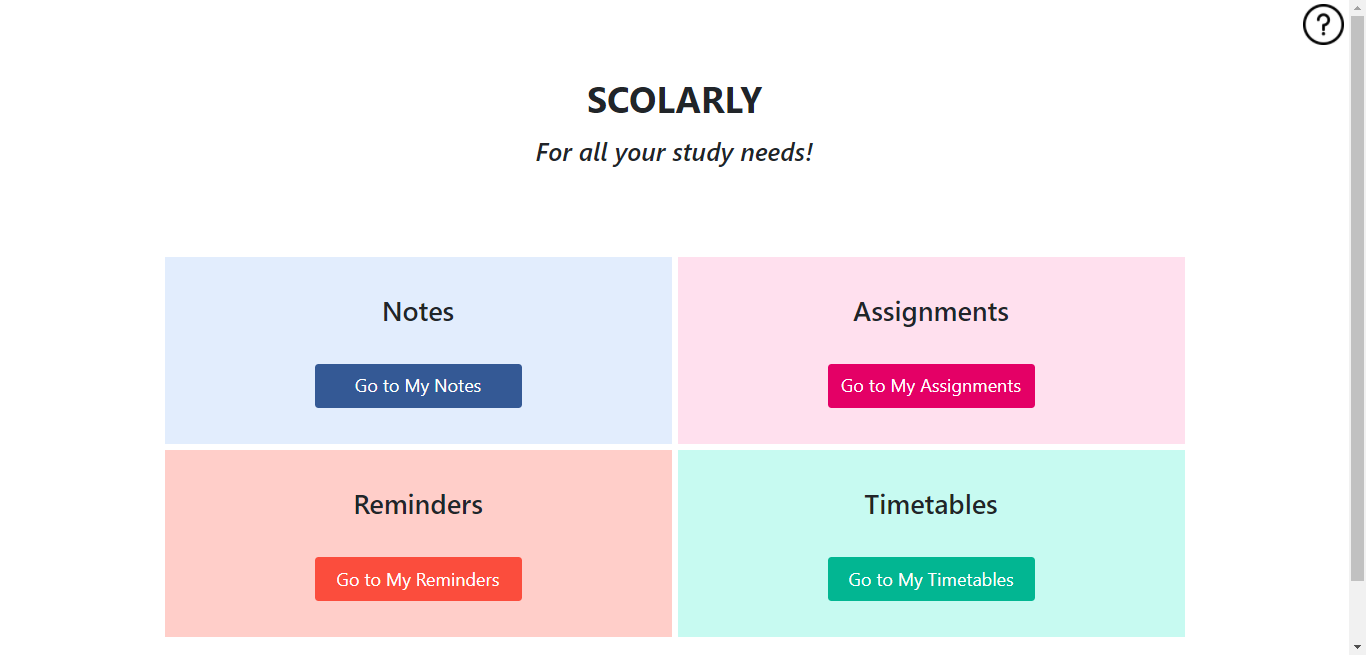 ?
SCOLARLY
For all your study needs!
Notes
Go to My Notes
Assignments
Go to My Assignments
Reminders
Go to My Reminders
Timetables
Go to My Timetables